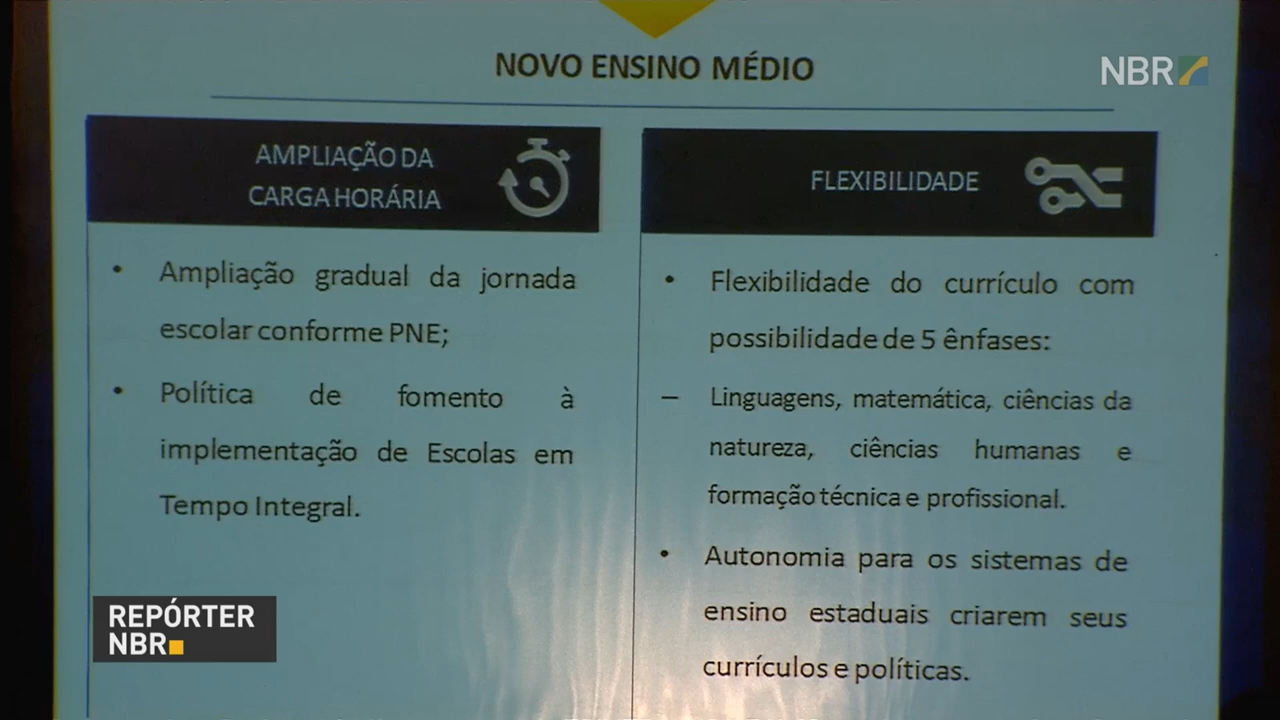 NOVO ENSINO MÉDIO
NBR
AMPLIAÇÃO DA
CARGA HORÁRIA
• Ampliação gradual da jornada
escolar conforme PNE;
• Política de fomento à
implementação de Escolas em
Tempo Integral.
FLEXIBILIDADE
• Flexibilidade do currículo com
possibilidade de 5 ênfases:
– Linguagens, matemática, ciências da
natureza, ciências humanas e
formação técnica e profissional.
• Autonomia para os sistemas de
ensino estaduais criarem seus
currículos e políticas.
REPÓRTER
NBR